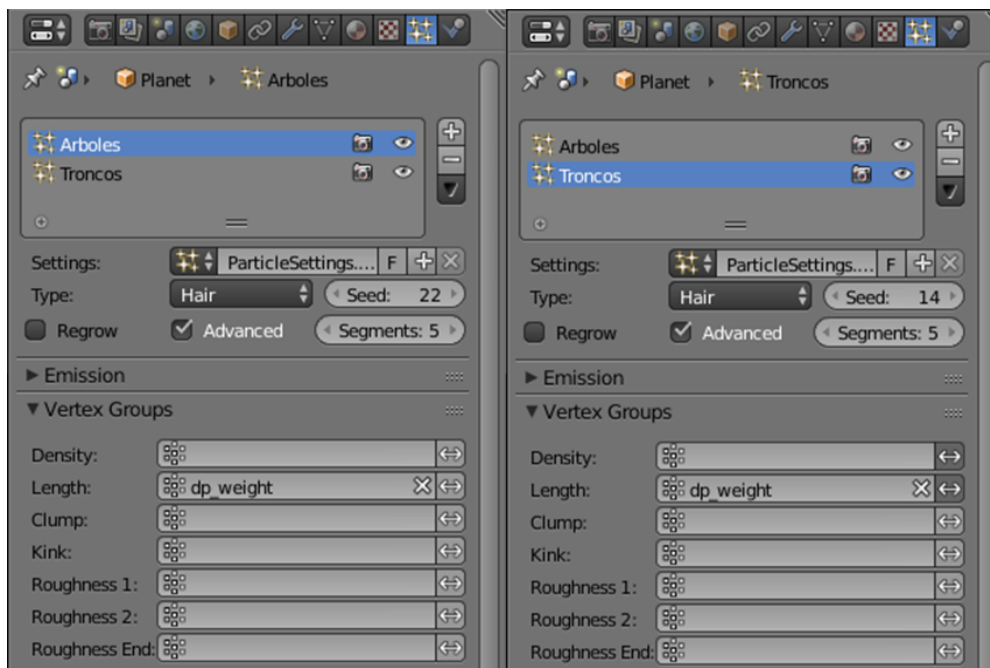 Planet Arboles
Arboles
Troncos
Settings: ParticleSettings.... F
Type: Hair Seed: 22
Regrow Advanced Segments: 5
Emission
Vertex Groups
Density:
Length: dp_weight
Clump:
Kink:
Roughness 1:
Roughness 2:
Roughness End:
Planet Troncos
Arboles
Troncos
Settings: ParticleSettings.... F
Type: Hair Seed: 14
Regrow Advanced Segments: 5
Emission
Vertex Groups
Density:
Length: dp_weight
Clump:
Kink:
Roughness 1:
Roughness 2:
Roughness End: